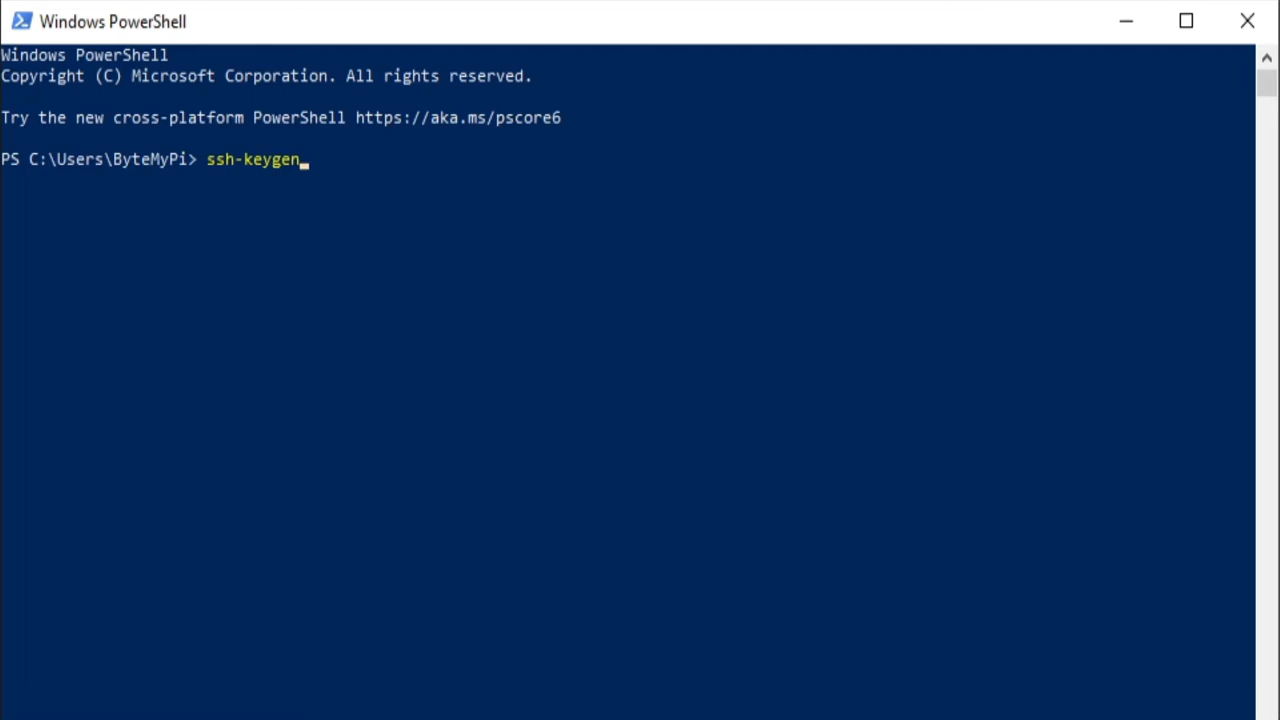 Windows PowerShell
Windows PowerShell
Copyright (C) Microsoft Corporation. All rights reserved.
Try the new cross-platform PowerShell https://aka.ms/pscore6
PS C:\Users\ByteMyPi> ssh-keygen